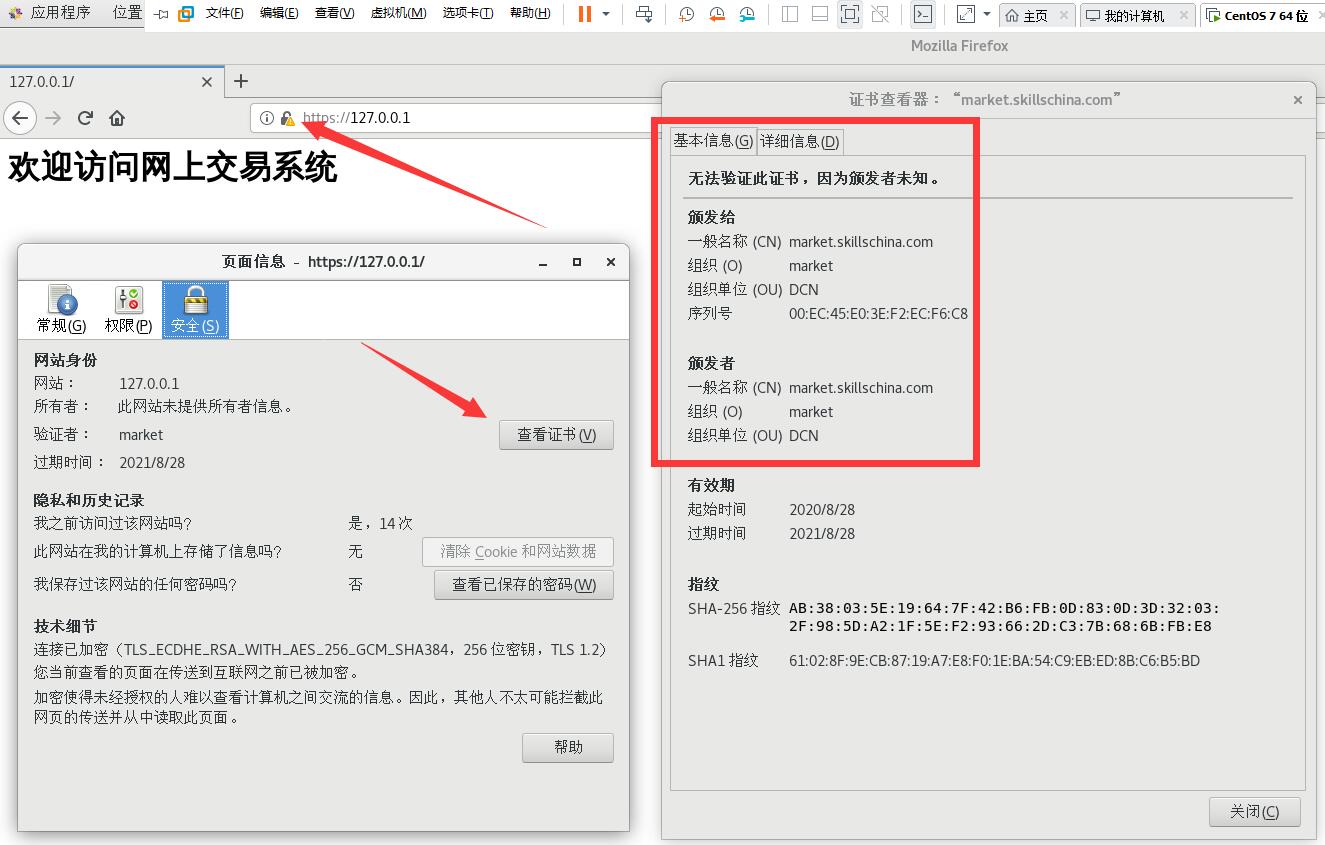 应用程序 位置 文件(F) 编辑(E) 查看(V) 虚拟机(M) 选项卡(T) 帮助(H) 主页 我的计算机 CentOS 7 64 位
Mozilla Firefox
127.0.0.1/
https://127.0.0.1
欢迎访问网上交易系统
页面信息 - https://127.0.0.1/
常规(G) 权限(P) 安全(S)
网站身份
网站： 127.0.0.1
所有者： 此网站未提供所有者信息。
验证者： market
查看证书(V)
过期时间： 2021/8/28
隐私和历史记录
我之前访问过该网站吗? 是，14 次
此网站在我的计算机上存储了信息吗? 无 清除 Cookie 和网站数据
我保存过该网站的任何密码吗? 否 查看已保存的密码(W)
技术细节
连接已加密（TLS_ECDHE_RSA_WITH_AES_256_GCM_SHA384，256 位密钥，TLS 1.2）
您当前查看的页面在传送到互联网之前已被加密。
加密使得未经授权的人难以查看计算机之间交流的信息。因此，其他人不太可能拦截此
网页的传送并从中读取此页面。
帮助
证书查看器：“market.skillschina.com”
基本信息(G) 详细信息(D)
无法验证此证书，因为颁发者未知。
颁发给
一般名称 (CN) market.skillschina.com
组织 (O) market
组织单位 (OU) DCN
序列号 00:EC:45:E0:3E:F2:EC:F6:C8
颁发者
一般名称 (CN) market.skillschina.com
组织 (O) market
组织单位 (OU) DCN
有效期
起始时间 2020/8/28
过期时间 2021/8/28
指纹
SHA-256 指纹 AB:38:03:5E:19:64:7F:42:B6:FB:0D:83:0D:3D:32:03:
2F:98:5D:A2:1F:5E:F2:93:66:2D:C3:7B:68:6B:FB:E8
SHA1 指纹 61:02:8F:9E:CB:87:19:A7:E8:F0:1E:BA:54:C9:EB:ED:8B:C6:B5:BD
关闭(C)